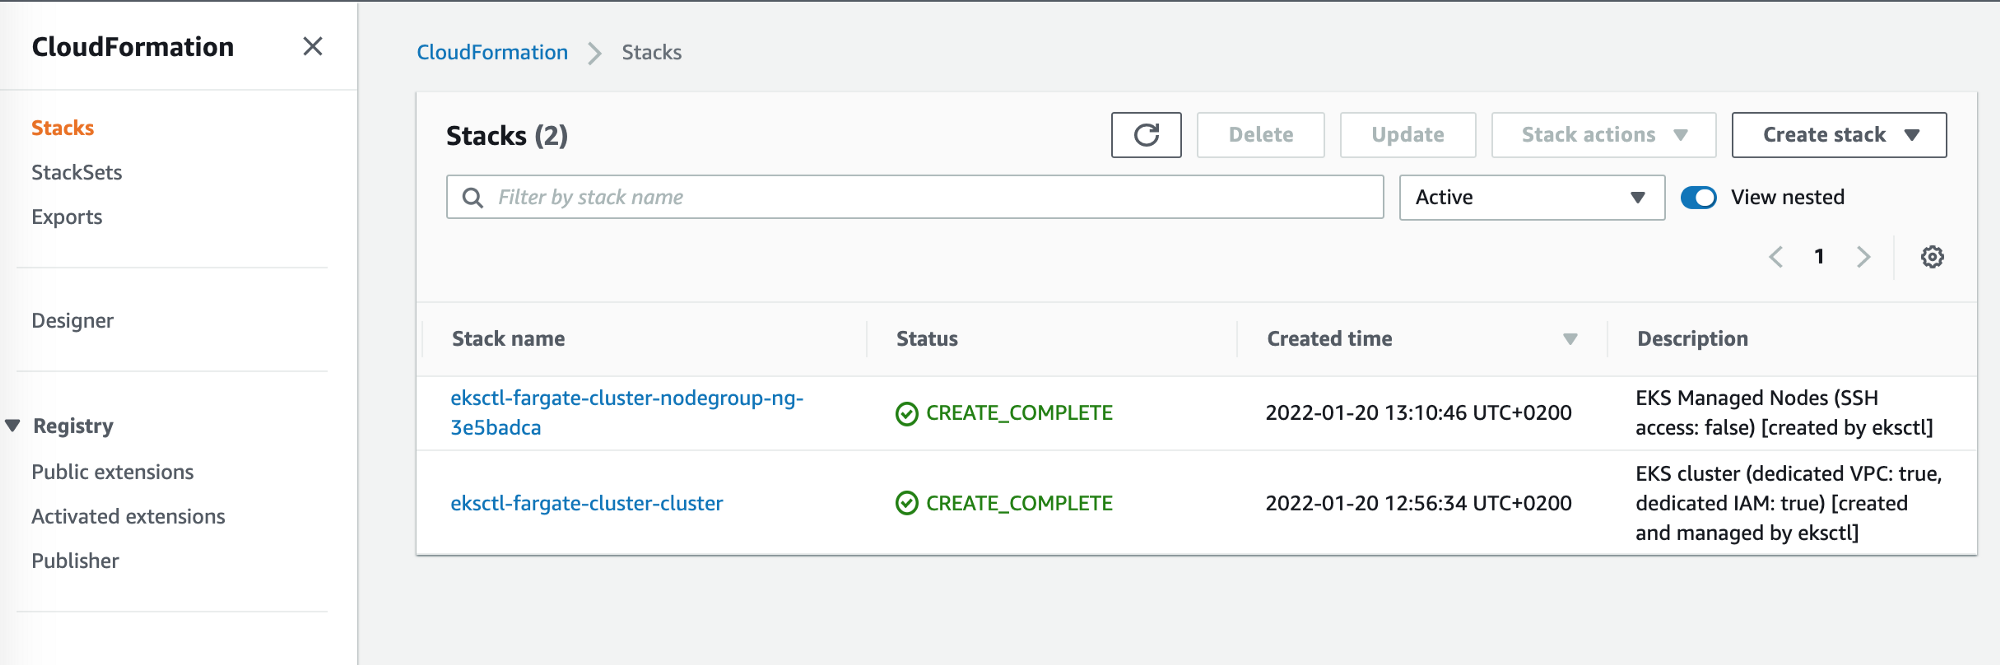 CloudFormation
Stacks
StackSets
Exports
Designer
Registry
Public extensions
Activated extensions
Publisher
CloudFormation Stacks
Stacks (2)
Delete
Update
Stack actions
Create stack
Filter by stack name
Active
View nested
1
Stack name
Status
Created time
Description
eksctl-fargate-cluster-nodegroup-ng-
3e5badca
CREATE_COMPLETE
2022-01-20 13:10:46 UTC+0200
EKS Managed Nodes (SSH
access: false) [created by eksctl]
eksctl-fargate-cluster-cluster
CREATE_COMPLETE
2022-01-20 12:56:34 UTC+0200
EKS cluster (dedicated VPC: true,
dedicated IAM: true) [created
and managed by eksctl]